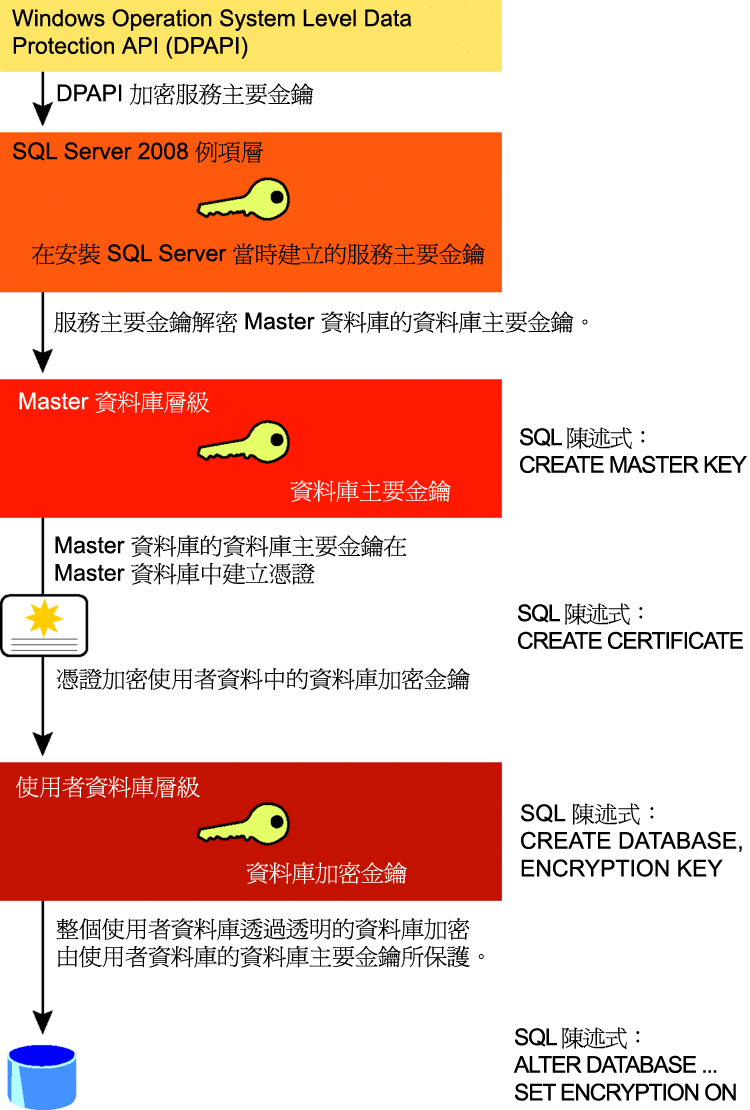 Windows Operation System Level Data
Protection API (DPAPI)
DPAPI 加密服務主要金鑰
SQL Server 2008 例項層
在安裝 SQL Server 當時建立的服務主要金鑰
服務主要金鑰解密 Master 資料庫的資料庫主要金鑰。
Master 資料庫層級
資料庫主要金鑰
SQL 陳述式：
CREATE MASTER KEY
Master 資料庫的資料庫主要金鑰在
Master 資料庫中建立憑證
SQL 陳述式：
CREATE CERTIFICATE
憑證加密使用者資料中的資料庫加密金鑰
使用者資料庫層級
資料庫加密金鑰
SQL 陳述式：
CREATE DATABASE,
ENCRYPTION KEY
整個使用者資料庫透過透明的資料庫加密
由使用者資料庫的資料庫主要金鑰所保護。
SQL 陳述式：
ALTER DATABASE ...
SET ENCRYPTION ON